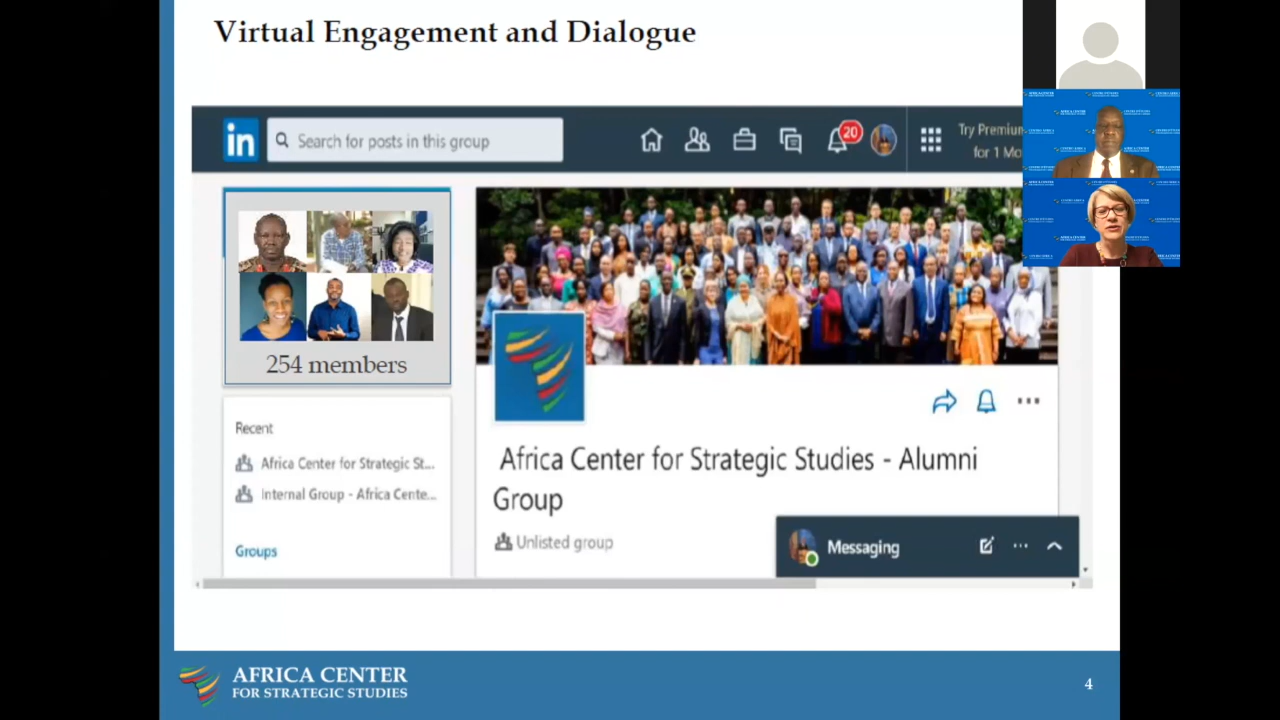 Virtual Engagement and Dialogue
in
Search for posts in this group
20
Try Premium
for 1 Mo
254 members
Recent
Africa Center for Strategic St...
Internal Group - Africa Cente...
Groups
Africa Center for Strategic Studies - Alumni
Group
Unlisted group
Messaging
AFRICA CENTER
FOR STRATEGIC STUDIES
4